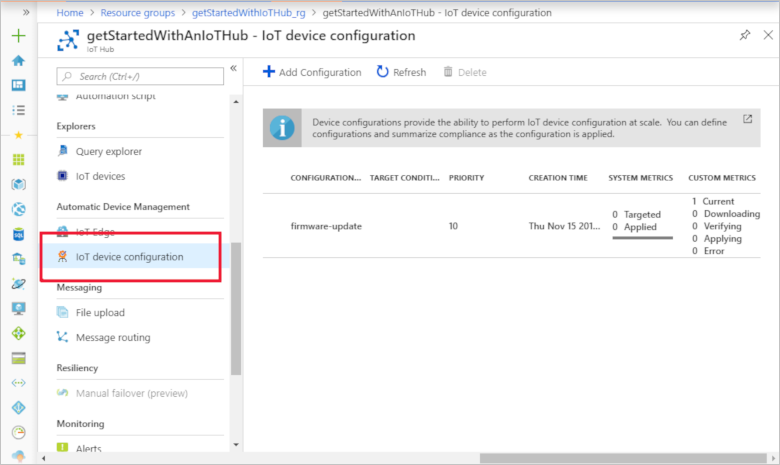 Home > Resource groups > getStartedWithIoTHub_rg > getStartedWithAnIoTHub - IoT device configuration
getStartedWithAnIoTHub - IoT device configuration
IoT Hub
Search (Ctrl+/)
Automation script
Explorers
Query explorer
IoT devices
Automatic Device Management
IoT Edge
IoT device configuration
Messaging
File upload
Message routing
Resiliency
Manual failover (preview)
Monitoring
Alerts
Add Configuration Refresh Delete
Device configurations provide the ability to perform IoT device configuration at scale. You can define
configurations and summarize compliance as the configuration is applied.
CONFIGURATION... TARGET CONDITI... PRIORITY CREATION TIME SYSTEM METRICS CUSTOM METRICS
firmware-update 10 Thu Nov 15 201...
0 Targeted
0 Applied
1 Current
0 Downloading
0 Verifying
0 Applying
0 Error